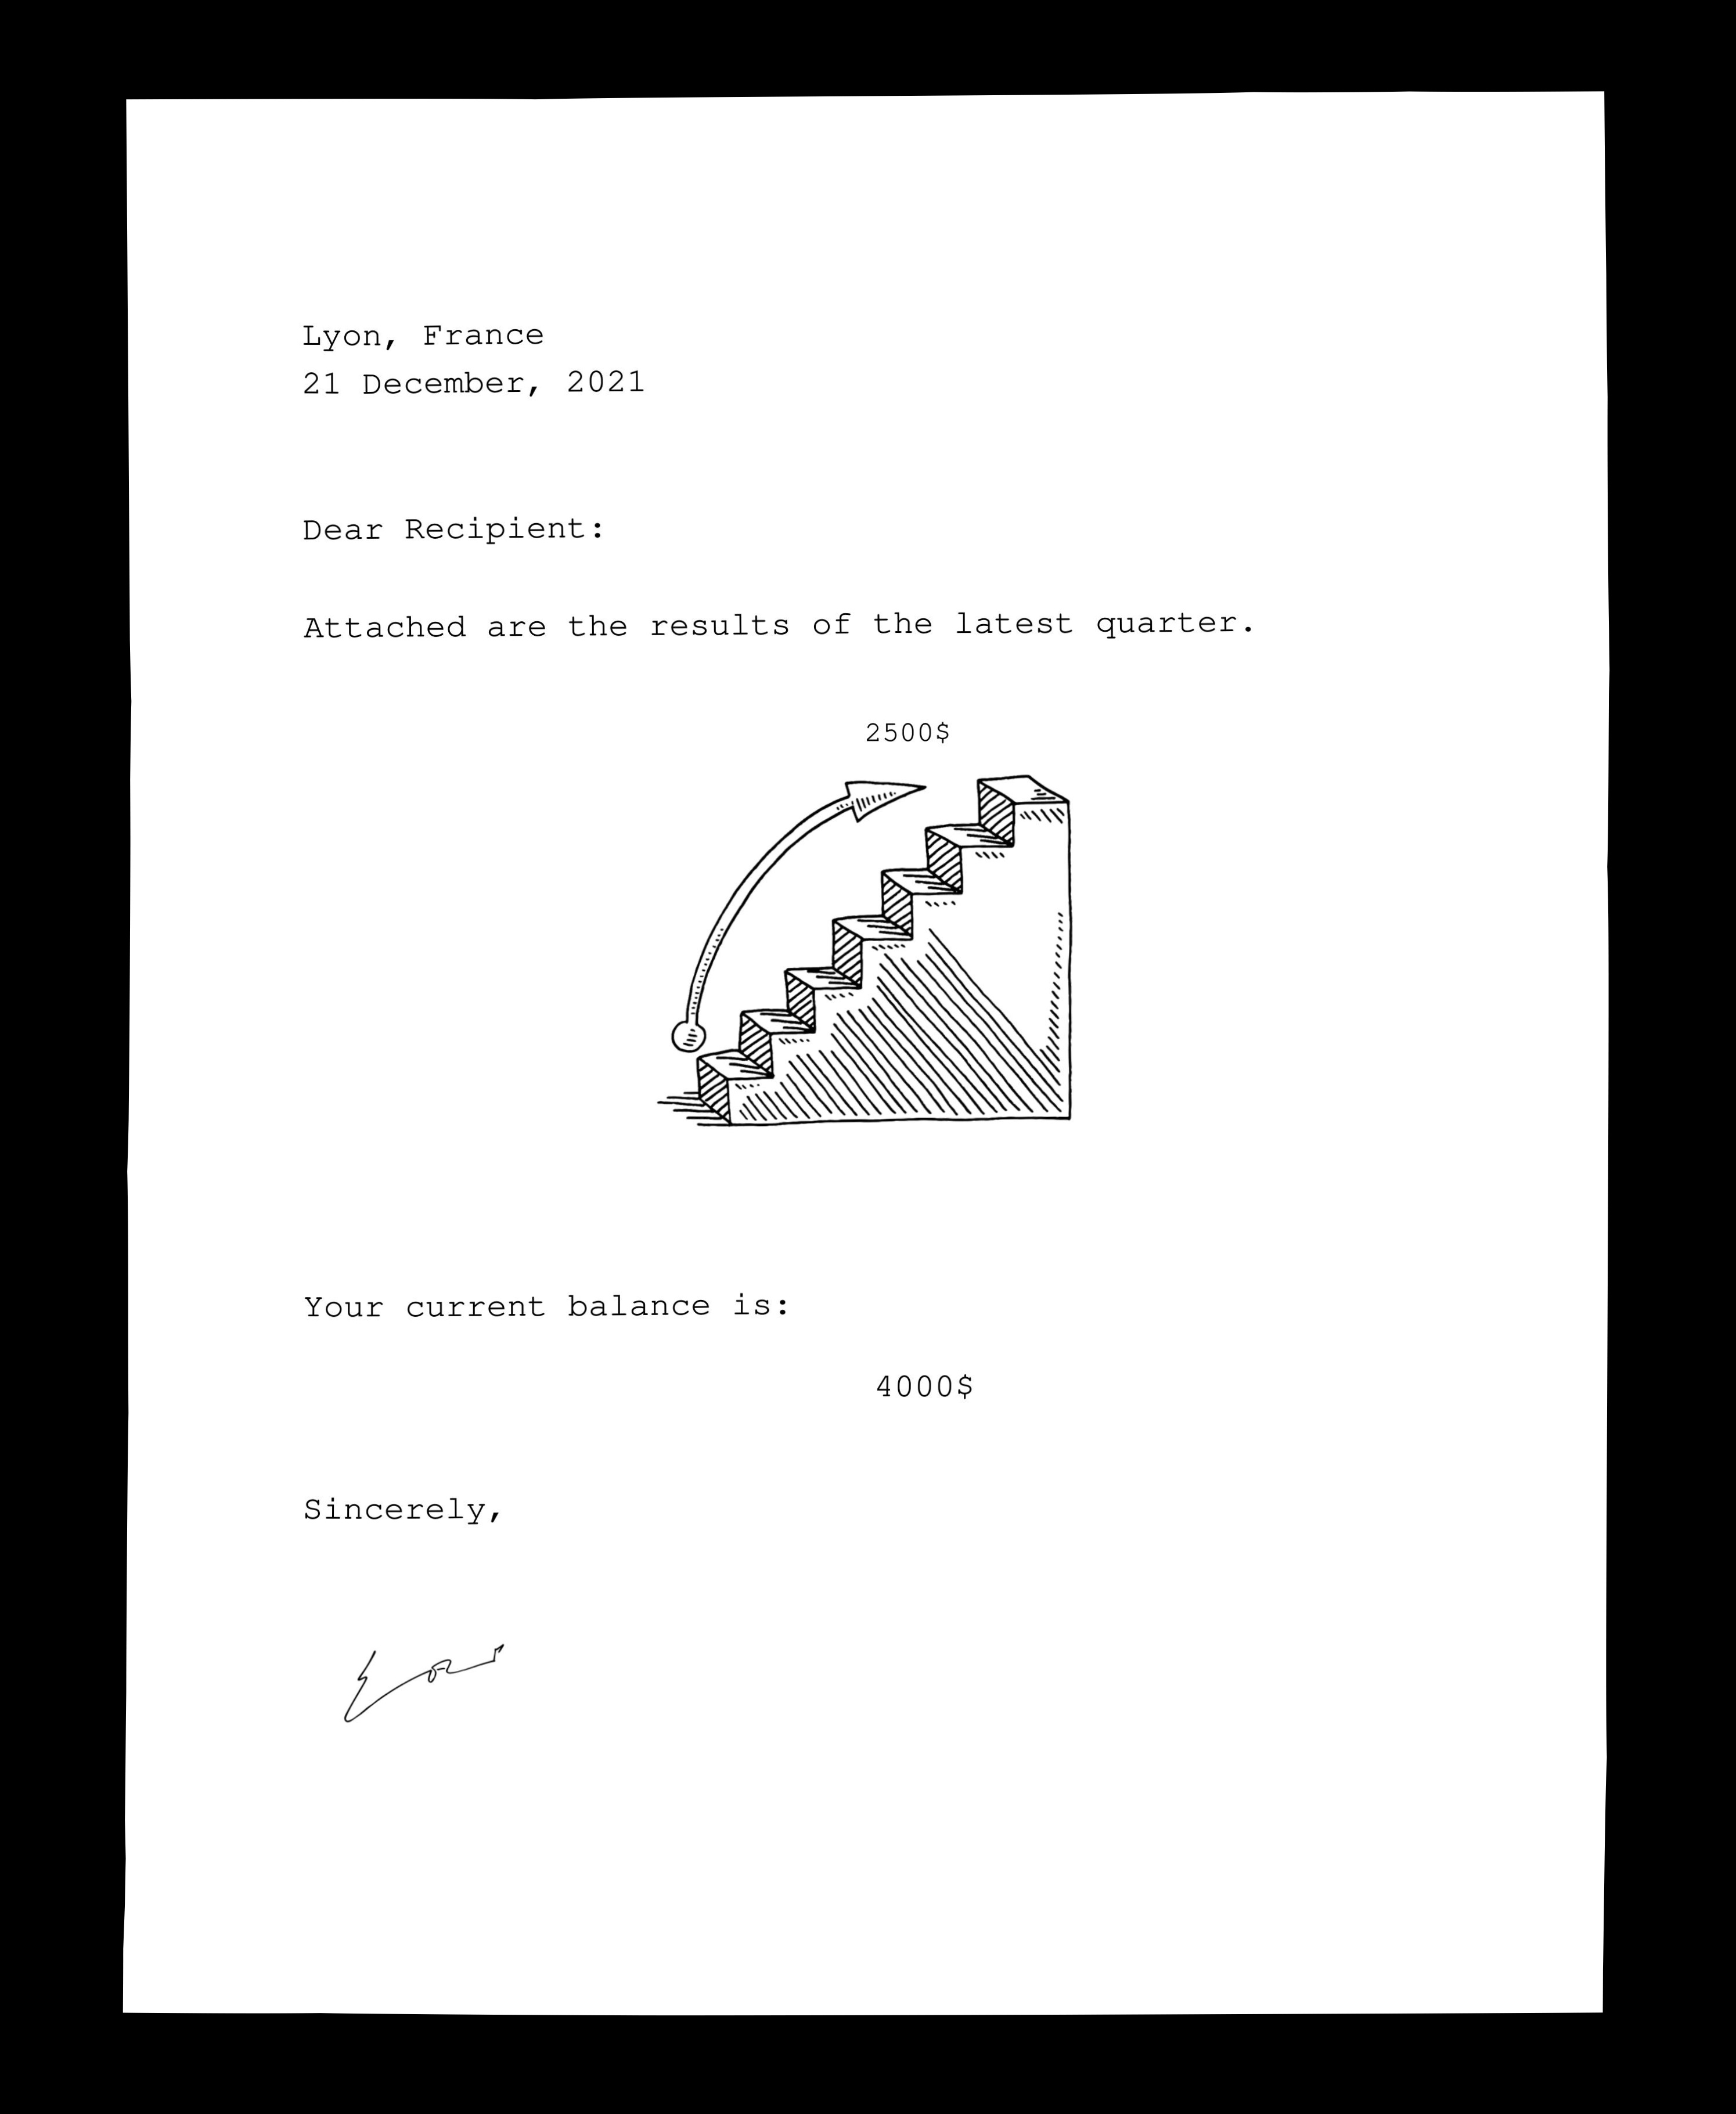 Lyon, France
21 December, 2021
Dear Recipient:
Attached are the results of the latest quarter.
2500$
Your current balance is:
4000$
Sincerely,